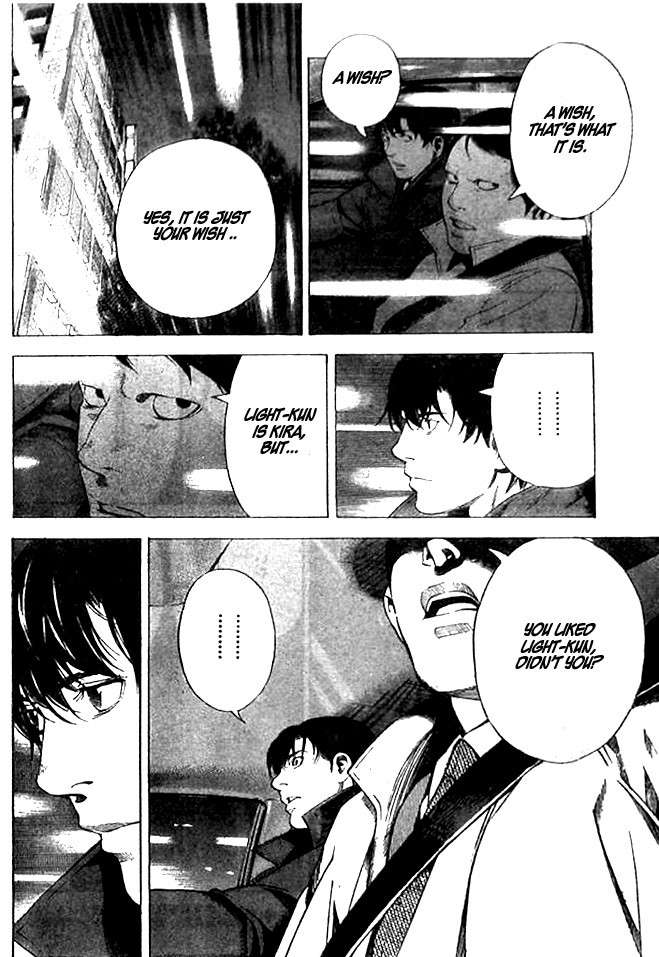 A WISH,
THAT'S WHAT
IT IS.
A WISH?
YES, IT IS JUST
YOUR WISH ..
......
......
LIGHT-KUN
IS KIRA,
BUT...
YOU LIKED
LIGHT-KUN,
DIDN'T YOU?
......
......